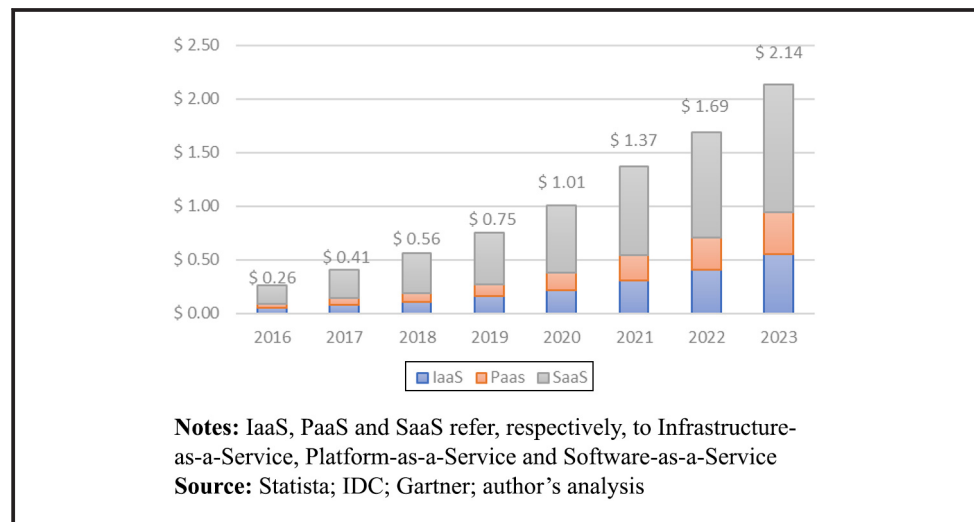 $ 2.50
$ 2.00
$ 1.50
$ 1.00
$ 0.50
$ 0.00
$ 0.26
$ 0.41
$ 0.56
$ 0.75
$ 1.01
$ 1.37
$ 1.69
$ 2.14
2016 2017 2018 2019 2020 2021 2022 2023
IaaS Paas SaaS
Notes: IaaS, PaaS and SaaS refer, respectively, to Infrastructure-
as-a-Service, Platform-as-a-Service and Software-as-a-Service
Source: Statista; IDC; Gartner; author’s analysis